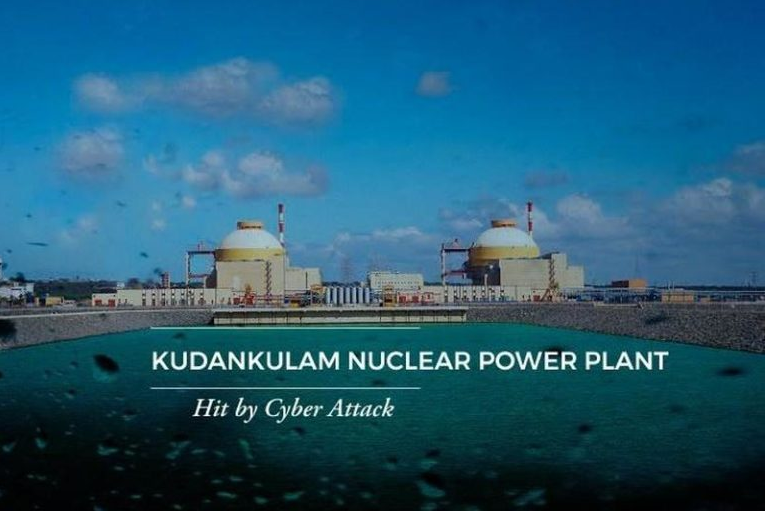 KUDANKULAM NUCLEAR POWER PLANT
Hit by Cyber Attack